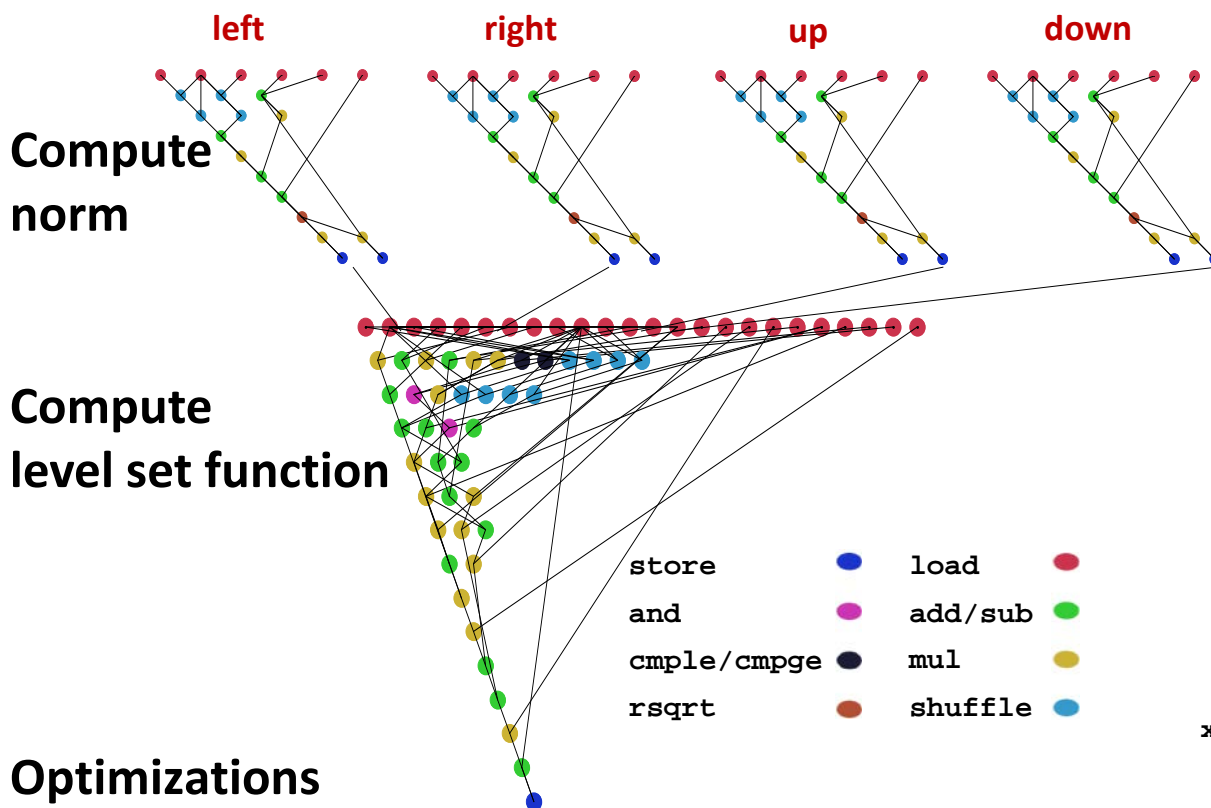 left right up down
Compute
norm
Compute
level set function
store load
and add/sub
cmple/cmpge mul
rsqrt shuffle
Optimizations